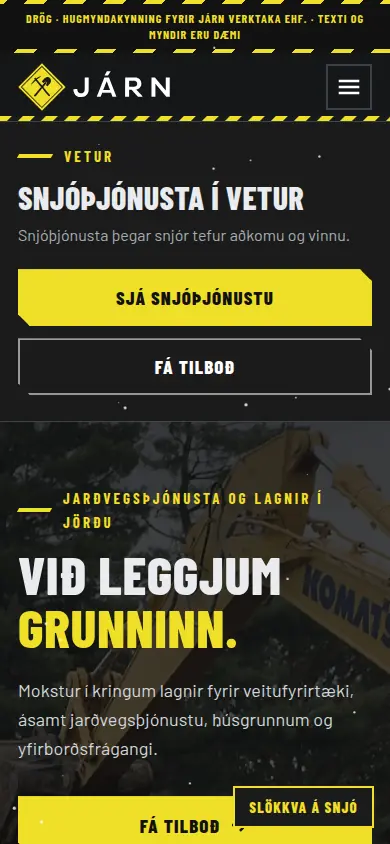 DRÖG · HUGMYNDAKYNNING FYRIR JÁRN VERKTAKA EHF. · TEXTI OG
MYNDIR ERU DÆMI
JÁRN
VETUR
SNJÓÞJÓNUSTA Í VETUR
Snjóþjónusta þegar snjór tefur aðkomu og vinnu.
SJÁ SNJÓÞJÓNUSTU
FÁ TILBOÐ
JARÐVEGSÞJÓNUSTA OG LAGNIR Í
JÖRÐU
VIÐ LEGGJUM
GRUNNINN.
KOMATS
Mokstur í kringum lagnir fyrir veitufyrirtæki,
ásamt jarðvegsþjónustu, húsgrunnum og
yfirborðsfrágangi.
FÁ TILBOÐ
SLÖKKVA Á SNJÓ